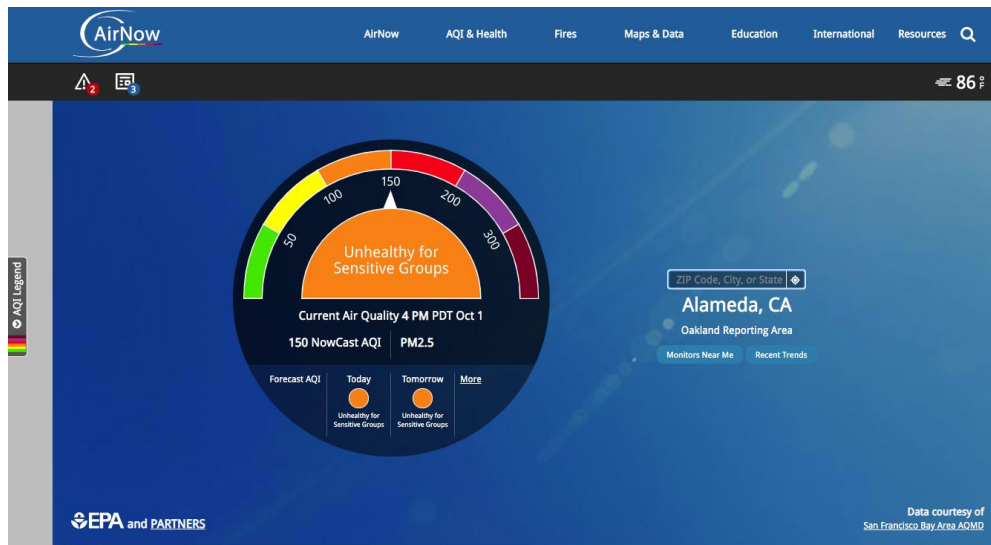 AirNow
AirNow AQI & Health Fires Maps & Data Education International Resources
2 3 86 °F
AQI Legend
50 100 150 200 300
Unhealthy for
Sensitive Groups
Current Air Quality 4 PM PDT Oct 1
150 NowCast AQI PM2.5
Forecast AQI Today Tomorrow More
Unhealthy for
Sensitive Groups
Unhealthy for
Sensitive Groups
ZIP Code, City, or State
Alameda, CA
Oakland Reporting Area
Monitors Near Me Recent Trends
EPA and PARTNERS
Data courtesy of
San Francisco Bay Area AQMD